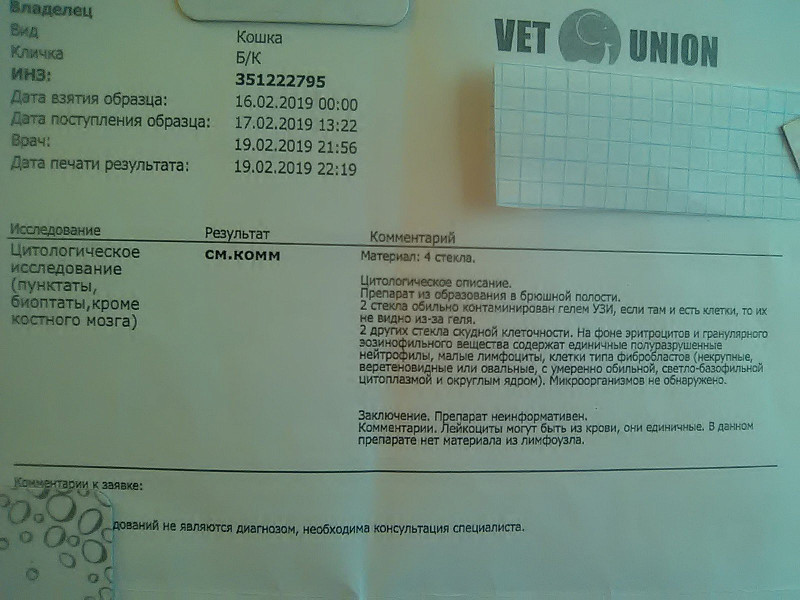 Владелец
VET UNION
Вид Кошка
Кличка Б/К
ИНЗ: 351222795
Дата взятия образца: 16.02.2019 00:00
Дата поступления образца: 17.02.2019 13:22
Врач: 19.02.2019 21:56
Дата печати результата: 19.02.2019 22:19
Исследование Результат Комментарий
Цитологическое исследование (пунктаты, биоптаты,кроме костного мозга)
СМ.КОММ
Материал: 4 стекла.
Цитологическое описание.
Препарат из образования в брюшной полости.
2 стекла обильно контаминирован гелем УЗИ, если там и есть клетки, то их
не видно из-за геля.
2 других стекла скудной клеточности. На фоне эритроцитов и гранулярного
эозинофильного вещества содержат единичные полуразрушенные
нейтрофилы, малые лимфоциты, клетки типа фибробластов (некрупные,
веретеновидные или овальные, с умеренно обильной, светло-базофильной
цитоплазмой и округлым ядром). Микроорганизмов не обнаружено.
Заключение. Препарат неинформативен.
Комментарии. Лейкоциты могут быть из крови, они единичные. В данном
препарате нет материала из лимфоузла.
Комментарии к заявке:
дований не являются диагнозом, необходима консультация специалиста.